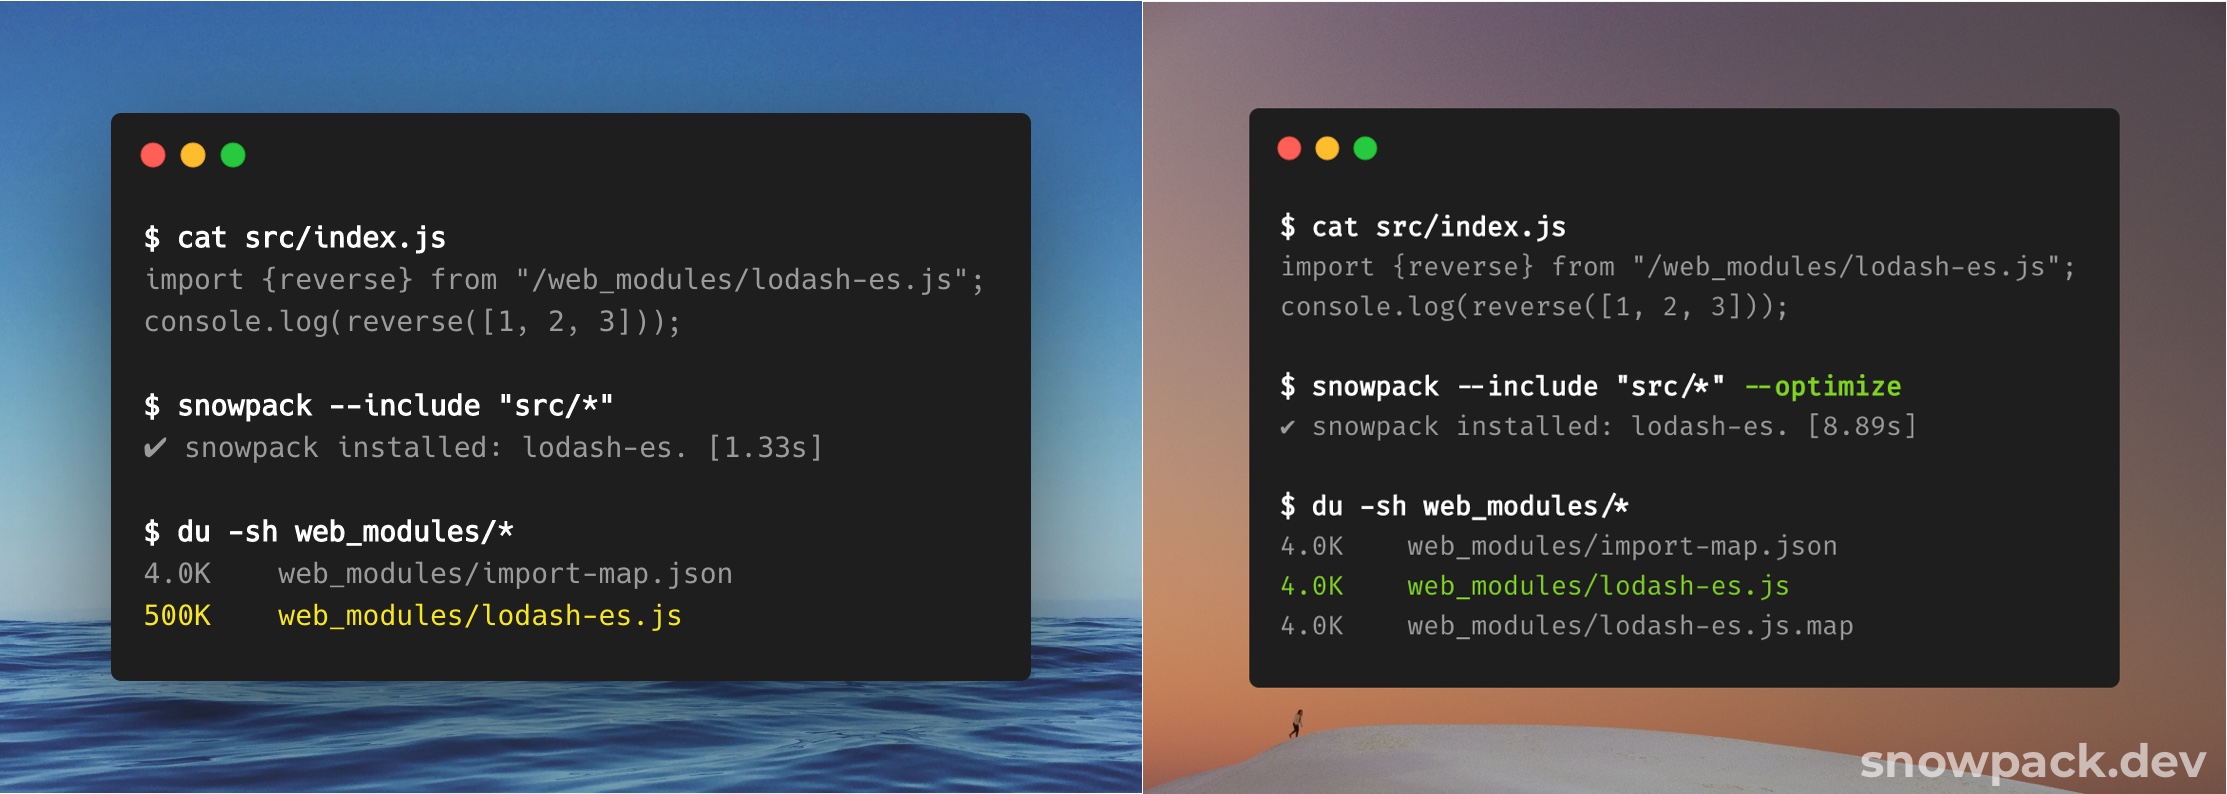 $ cat src/index.js
import {reverse} from "/web_modules/lodash-es.js";
console.log(reverse([1, 2, 3]));
$ snowpack --include "src/*"
✔ snowpack installed: lodash-es. [1.33s]
$ du -sh web_modules/*
4.0K    web_modules/import-map.json
500K    web_modules/lodash-es.js
$ cat src/index.js
import {reverse} from "/web_modules/lodash-es.js";
console.log(reverse([1, 2, 3]));
$ snowpack --include "src/*" --optimize
✔ snowpack installed: lodash-es. [8.89s]
$ du -sh web_modules/*
4.0K    web_modules/import-map.json
4.0K    web_modules/lodash-es.js
4.0K    web_modules/lodash-es.js.map
snowpack.dev